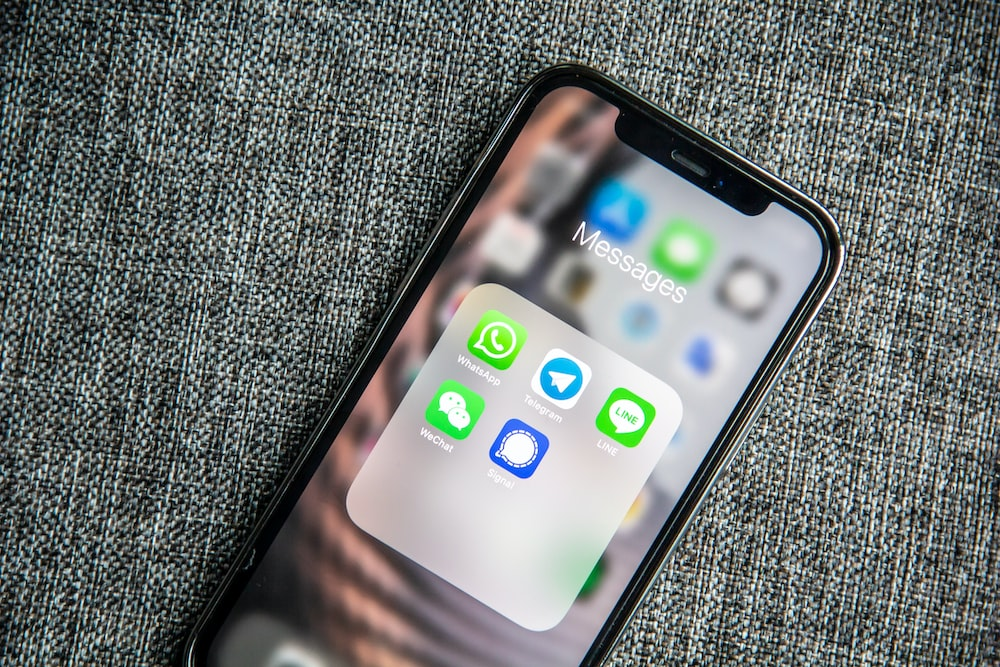 Messages
WhatsApp
Telegram
LINE
LINE
WeChat
Signal